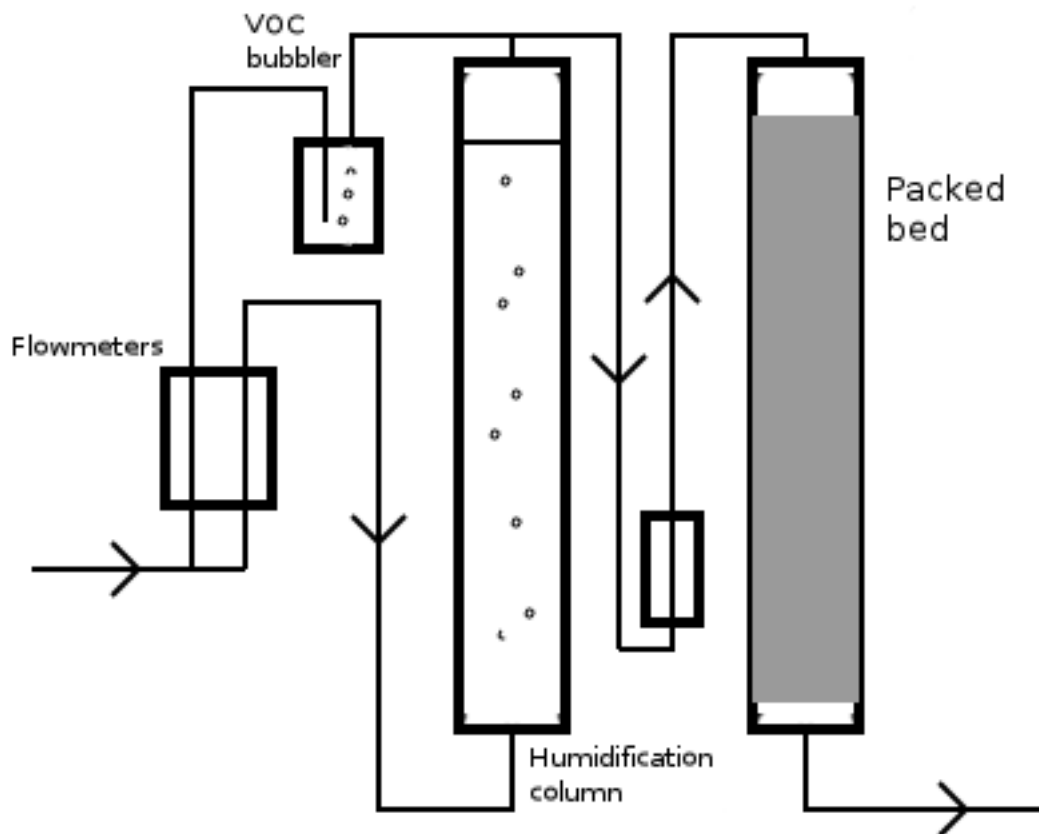 VOC
bubbler
Packed
bed
Flowmeters
Humidification
column